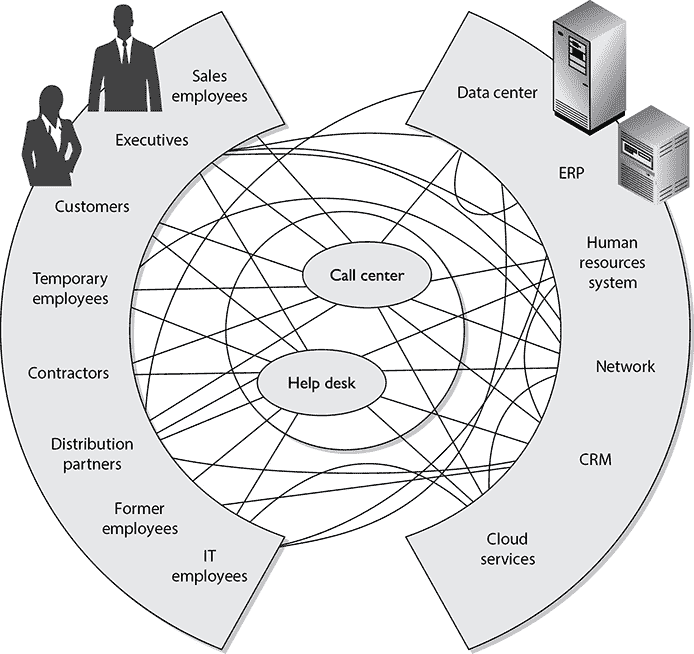 Sales
employees
Executives
Customers
Temporary
employees
Contractors
Distribution
partners
Former
employees
IT
employees
Call center
Help desk
Data center
ERP
Human
resources
system
Network
CRM
Cloud
services